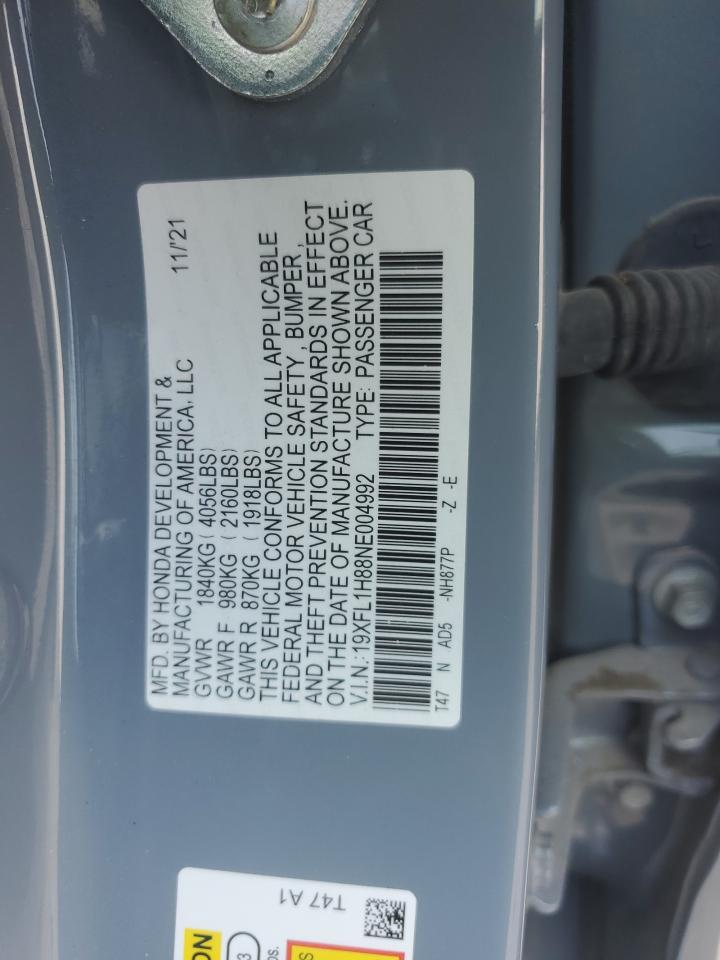 MFD. BY HONDA DEVELOPMENT &
MANUFACTURING OF AMERICA, LLC 11/'21
GVWR 1840KG ( 4056LBS)
GAWR F 980KG ( 2160LBS)
GAWR R 870KG ( 1918LBS)
THIS VEHICLE CONFORMS TO ALL APPLICABLE
FEDERAL MOTOR VEHICLE SAFETY , BUMPER ,
AND THEFT PREVENTION STANDARDS IN EFFECT
ON THE DATE OF MANUFACTURE SHOWN ABOVE.
V.I.N.: 19XFL1H88NE004992 TYPE: PASSENGER CAR
T47 N AD5 -NH877P -Z -E
T47 A1